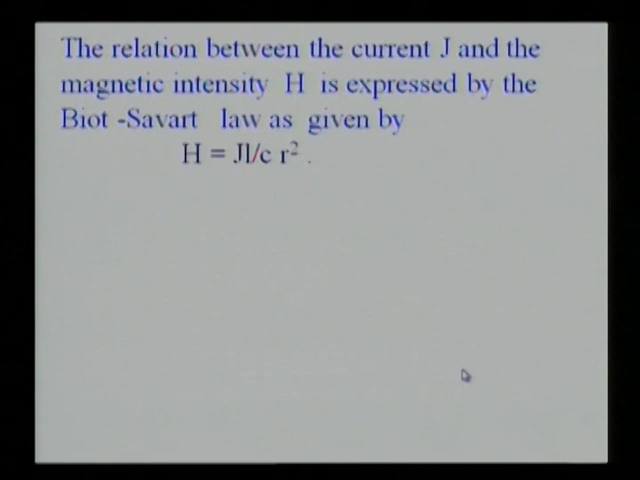 The relation between the current J and the
magnetic intensity H is expressed by the
Biot -Savart law as given by
H = Jl/c r² .